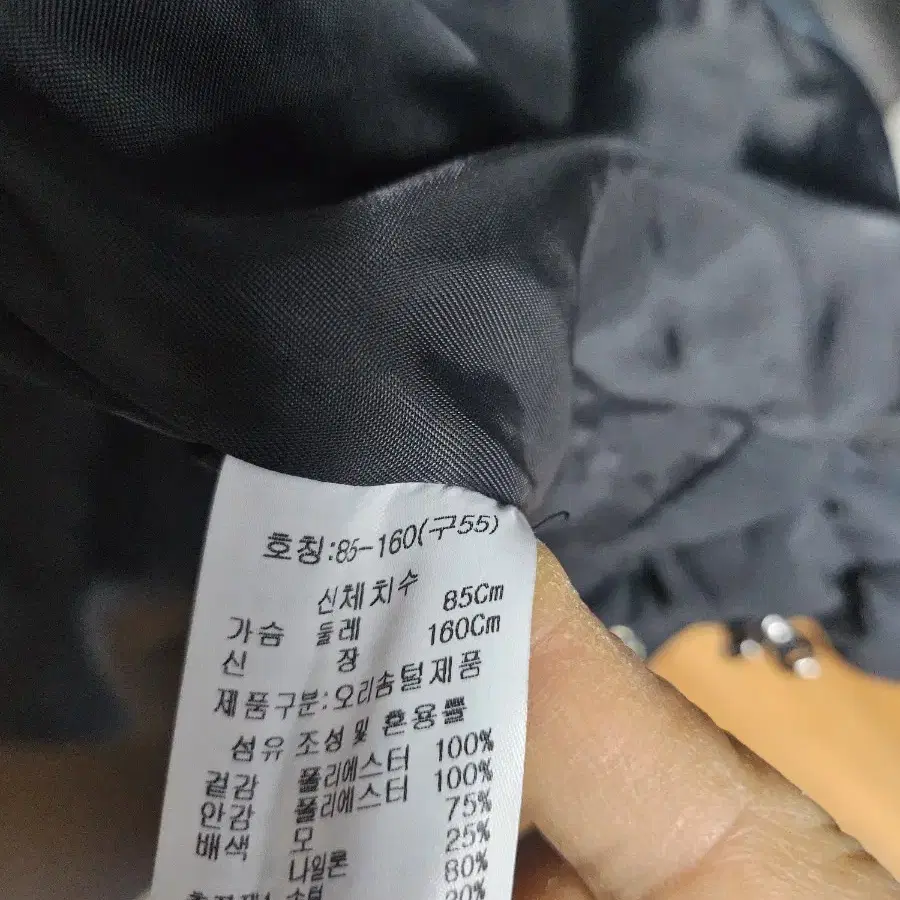 호칭:85-160(구55)
신체치수
가슴 둘레 85Cm
신 장 160Cm
제품구분:오리솜털제품
섬유 조성 및 혼용률
겉감 폴리에스터 100%
안감 폴리에스터 100%
배색 모 75%
나일론 25%
솜털 80%
20%